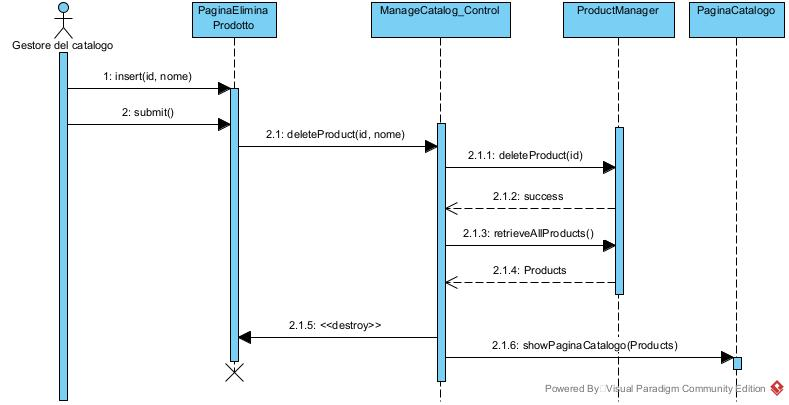 PaginaElimina
Prodotto
ManageCatalog_Control
ProductManager
PaginaCatalogo
Gestore del catalogo
1: insert(id, nome)
2: submit()
2.1: deleteProduct(id, nome)
2.1.1: deleteProduct(id)
2.1.2: success
2.1.3: retrieveAllProducts()
2.1.4: Products
2.1.5: <<destroy>>
2.1.6: showPaginaCatalogo(Products)
Powered By Visual Paradigm Community Edition